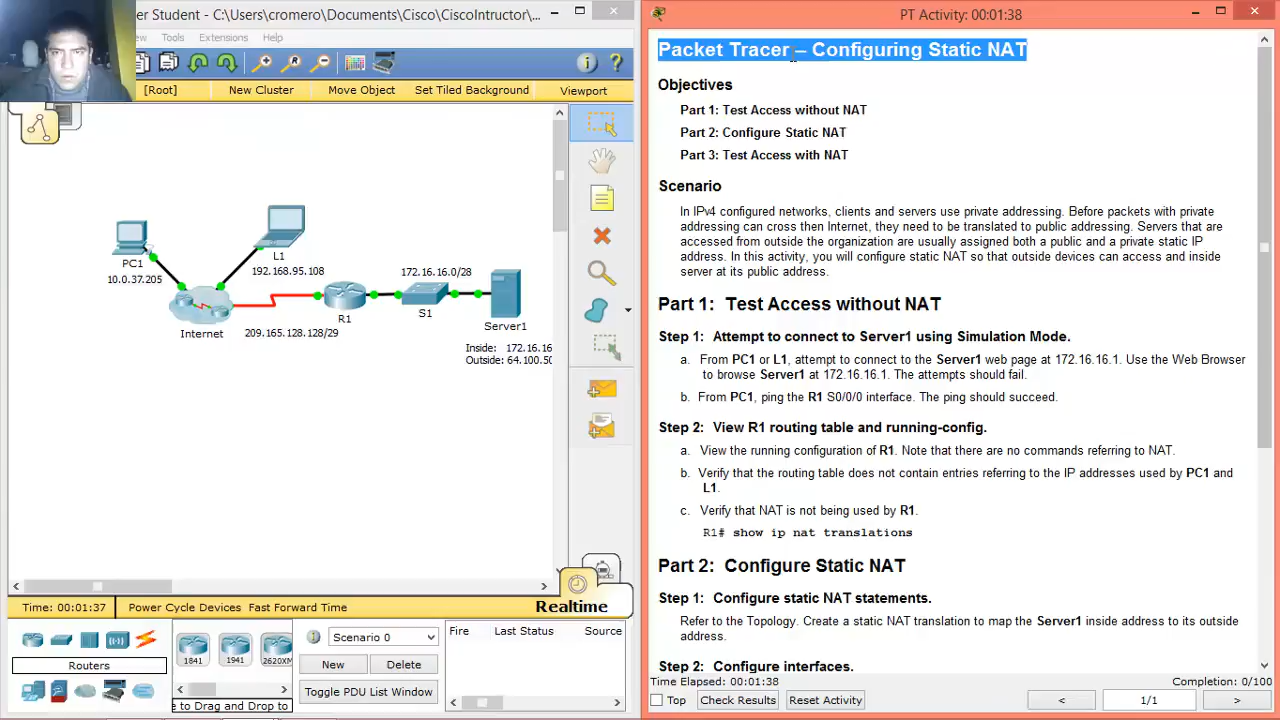 er Student - C:\Users\cromero\Documents\Cisco\CiscoIntructor\...
Tools Extensions Help
[Root] New Cluster Move Object Set Tiled Background Viewport
PC1
10.0.37.205
L1
192.168.95.108
Internet
209.165.128.128/29
R1
172.16.16.0/28
S1
Server1
Inside: 172.16.16
Outside: 64.100.50
Time: 00:01:37 Power Cycle Devices Fast Forward Time
Realtime
Routers
1841 1941 2620XM
e to Drag and Drop to
Scenario 0
New Delete
Toggle PDU List Window
Fire Last Status Source
PT Activity: 00:01:38
Packet Tracer – Configuring Static NAT
Objectives
Part 1: Test Access without NAT
Part 2: Configure Static NAT
Part 3: Test Access with NAT
Scenario
In IPv4 configured networks, clients and servers use private addressing. Before packets with private
addressing can cross then Internet, they need to be translated to public addressing. Servers that are
accessed from outside the organization are usually assigned both a public and a private static IP
address. In this activity, you will configure static NAT so that outside devices can access and inside
server at its public address.
Part 1: Test Access without NAT
Step 1: Attempt to connect to Server1 using Simulation Mode.
a. From PC1 or L1, attempt to connect to the Server1 web page at 172.16.16.1. Use the Web Browser
to browse Server1 at 172.16.16.1. The attempts should fail.
b. From PC1, ping the R1 S0/0/0 interface. The ping should succeed.
Step 2: View R1 routing table and running-config.
a. View the running configuration of R1. Note that there are no commands referring to NAT.
b. Verify that the routing table does not contain entries referring to the IP addresses used by PC1 and
L1.
c. Verify that NAT is not being used by R1.
R1# show ip nat translations
Part 2: Configure Static NAT
Step 1: Configure static NAT statements.
Refer to the Topology. Create a static NAT translation to map the Server1 inside address to its outside
address.
Step 2: Configure interfaces.
Time Elapsed: 00:01:38 Completion: 0/100
Top Check Results Reset Activity < 1/1 >